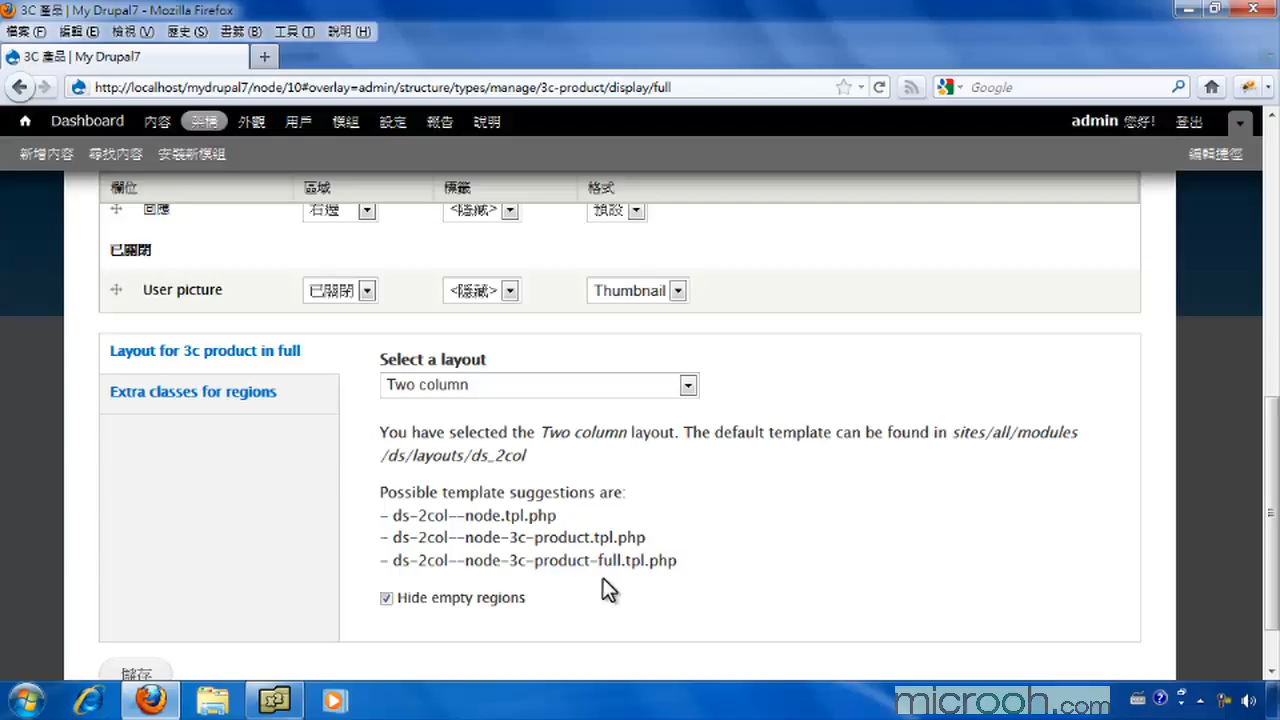 3C 產品 | My Drupal7 - Mozilla Firefox
檔案 (F) 編輯 (E) 檢視 (V) 歷史 (S) 書籤 (B) 工具 (T) 說明 (H)
3C 產品 | My Drupal7
http://localhost/mydrupal7/node/10#overlay=admin/structure/types/manage/3c-product/display/full
Google
Dashboard 內容 架構 外觀 用戶 模組 設定 報告 說明 admin 您好! 登出
新增內容 尋找內容 安裝新模組 編輯捷徑
欄位 區域 標籤 格式
回應 右邊 <隱藏> 預設
已關閉
User picture 已關閉 <隱藏> Thumbnail
Layout for 3c product in full
Extra classes for regions
Select a layout
Two column
You have selected the Two column layout. The default template can be found in sites/all/modules
/ds/layouts/ds_2col
Possible template suggestions are:
- ds-2col--node.tpl.php
- ds-2col--node-3c-product.tpl.php
- ds-2col--node-3c-product-full.tpl.php
Hide empty regions
儲存
microoh.com